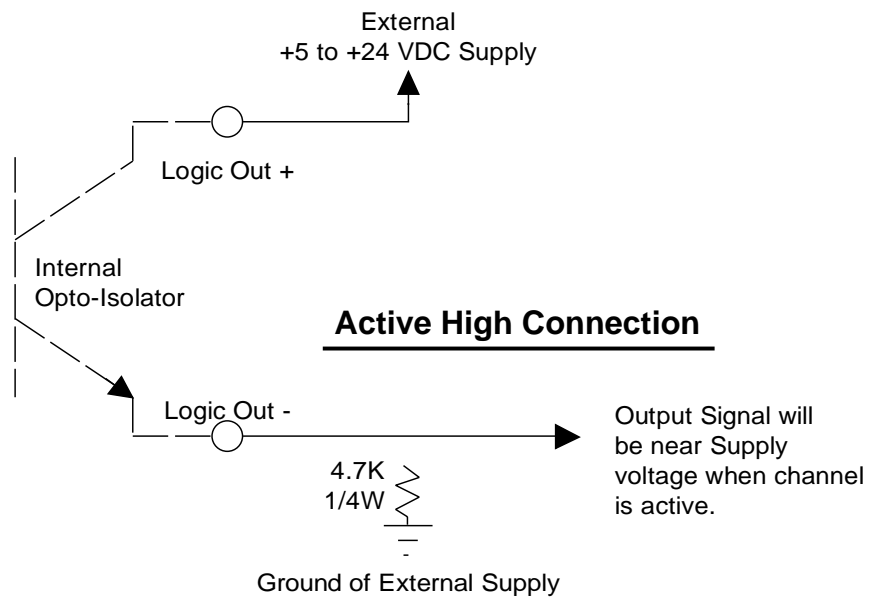 External
+5 to +24 VDC Supply
Logic Out +
Internal
Opto-Isolator
Active High Connection
Logic Out -
Output Signal will
be near Supply
voltage when channel
is active.
4.7K
1/4W
Ground of External Supply